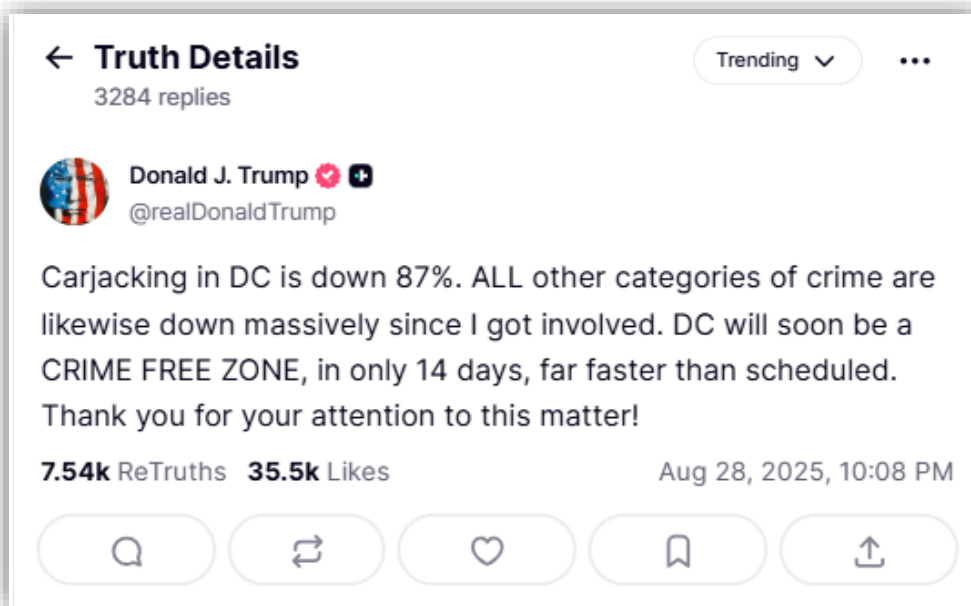 Truth Details
Trending
3284 replies
Donald J. Trump
@realDonaldTrump
Carjacking in DC is down 87%. ALL other categories of crime are
likewise down massively since I got involved. DC will soon be a
CRIME FREE ZONE, in only 14 days, far faster than scheduled.
Thank you for your attention to this matter!
7.54k ReTruths 35.5k Likes Aug 28, 2025, 10:08 PM